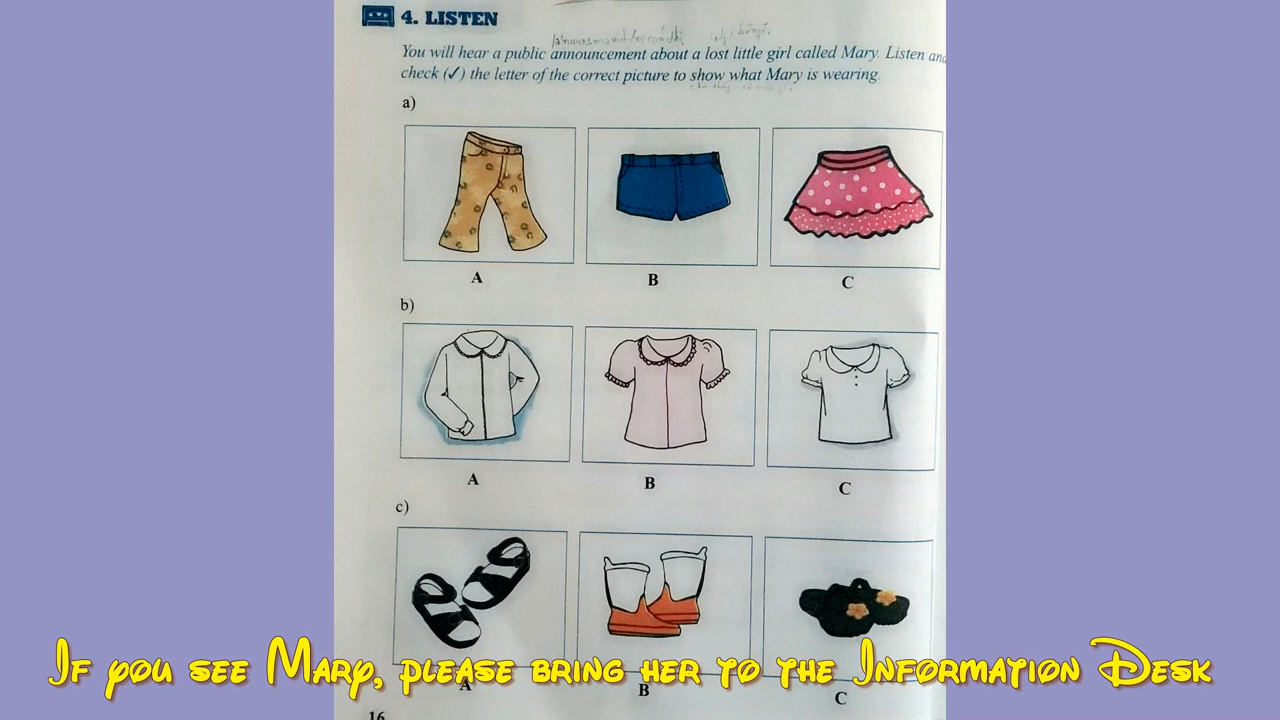 4. LISTEN
You will hear a public announcement about a lost little girl called Mary. Listen and
check (✓) the letter of the correct picture to show what Mary is wearing.
a)
A B C
b)
A B C
c)
A B C
If you see Mary, please bring her to the Information Desk
16